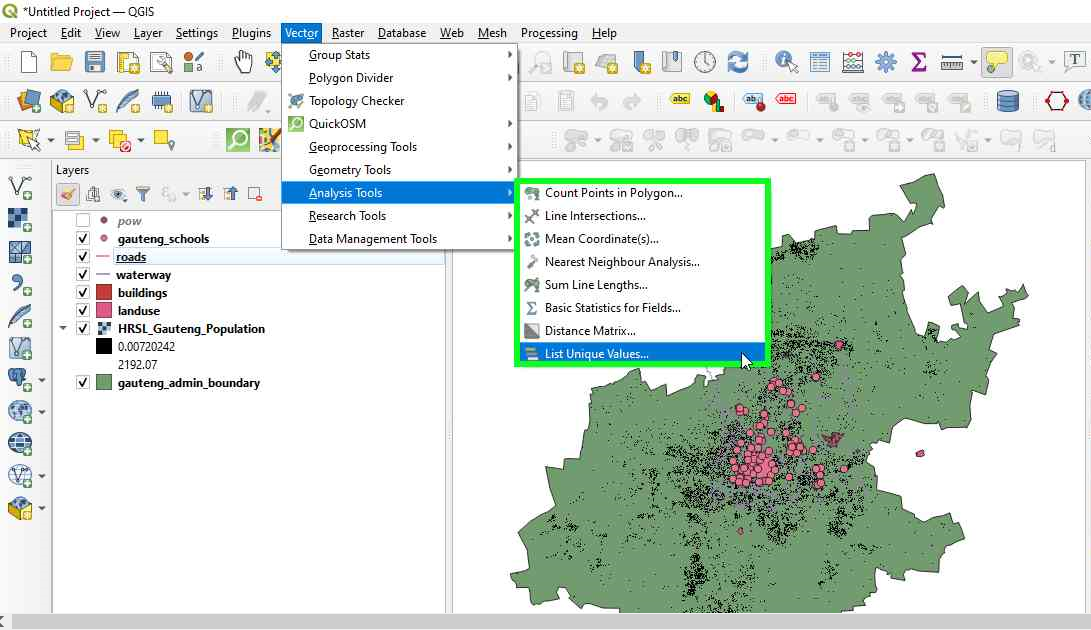 *Untitled Project — QGIS
Project Edit View Layer Settings Plugins Vector Raster Database Web Mesh Processing Help
Group Stats
Polygon Divider
Topology Checker
QuickOSM
Geoprocessing Tools
Geometry Tools
Analysis Tools
Research Tools
Data Management Tools
Count Points in Polygon...
Line Intersections...
Mean Coordinate(s)...
Nearest Neighbour Analysis...
Sum Line Lengths...
Basic Statistics for Fields...
Distance Matrix...
List Unique Values...
abc
ab
abc
Layers
pow
gauteng_schools
roads
waterway
buildings
landuse
HRSL_Gauteng_Population
0.00720242
2192.07
gauteng_admin_boundary